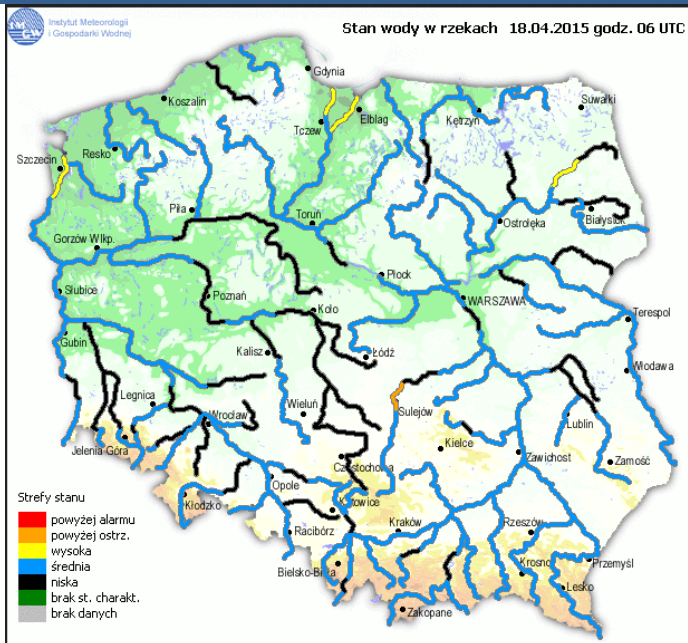 Instytut Meteorologii
i Gospodarki Wodnej
Stan wody w rzekach 18.04.2015 godz. 06 UTC
Gdynia
Koszalin
Suwałki
Tczew
Elbląg
Kętrzyn
Resko
Szczecin
Piła
Toruń
Ostrołęka
Białystok
Gorzów Wlkp.
Płock
Słubice
Poznań
WARSZAWA
Koło
Terespol
Gubin
Kalisz
Łódź
Włodawa
Legnica
Wrocław
Wieluń
Sulejów
Lublin
Jelenia Góra
Kielce
Zawichost
Zamość
Częstochowa
Opole
Kłodzko
Katowice
Racibórz
Kraków
Rzeszów
Bielsko-Biała
Krosno
Przemyśl
Lesko
Zakopane
Strefy stanu
powyżej alarmu
powyżej ostrz.
wysoka
średnia
niska
brak st. charakt.
brak danych